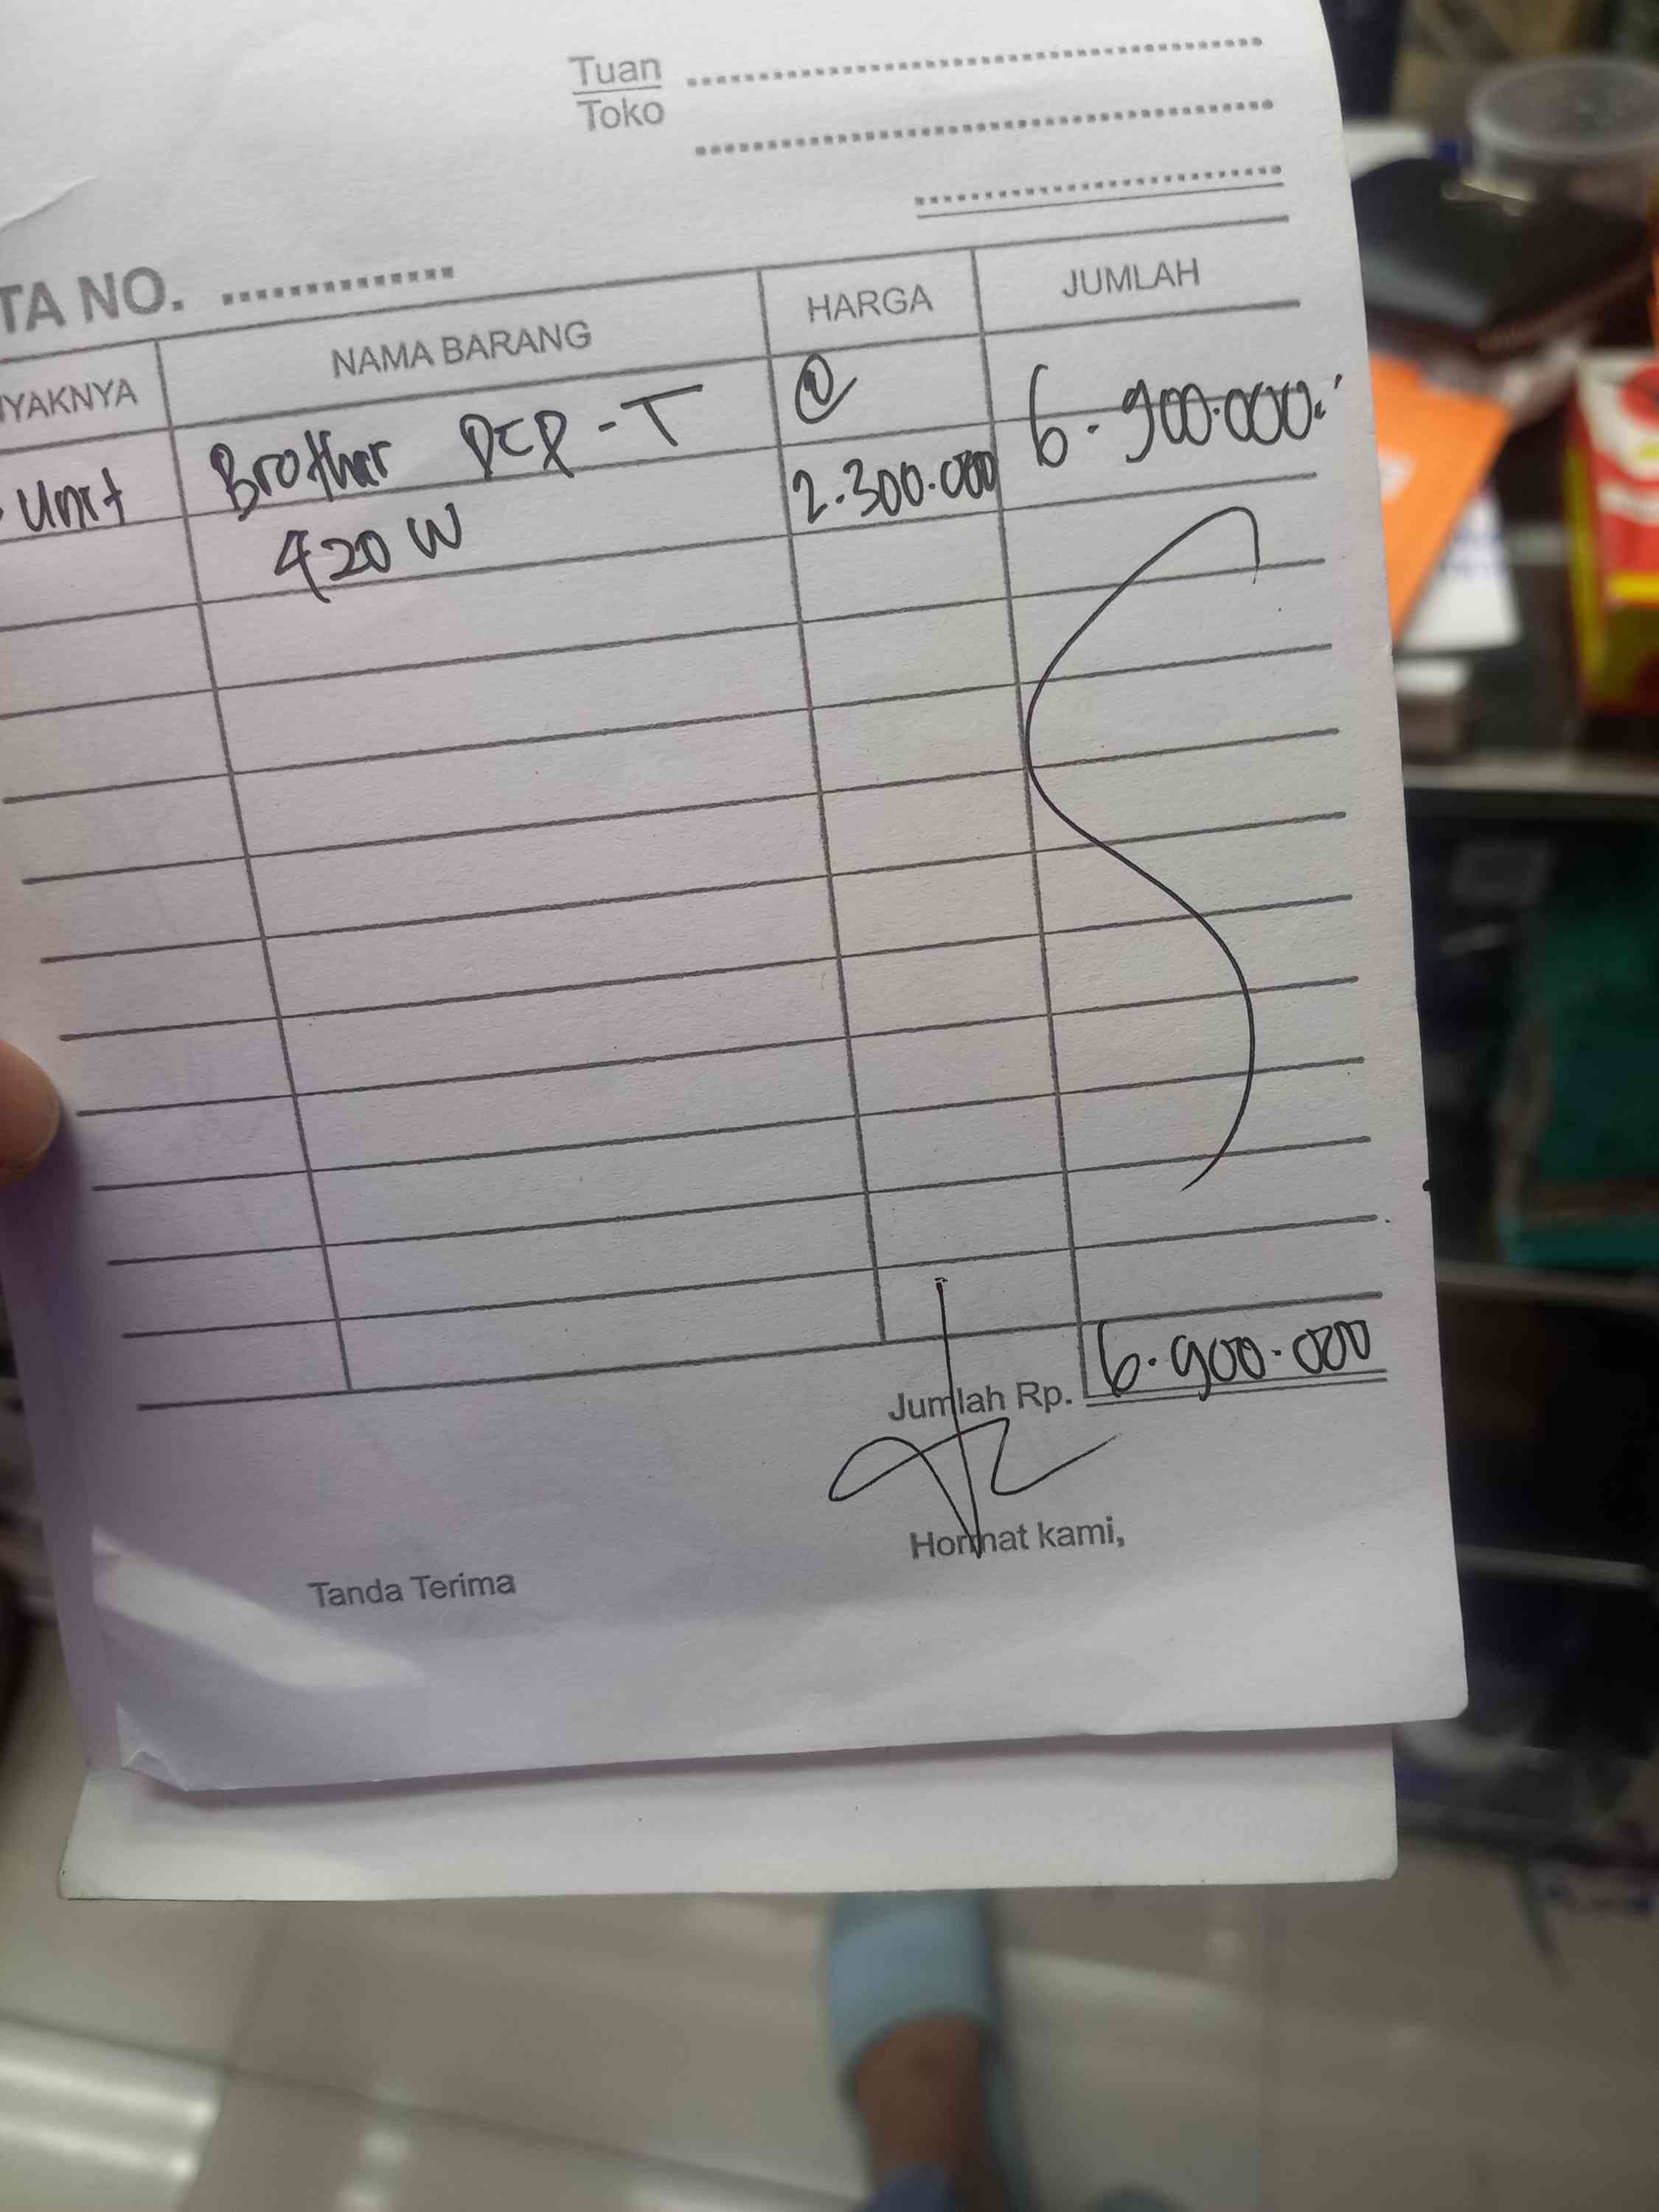 Tuan
Toko
TA NO.
YAKNYA NAMA BARANG HARGA JUMLAH
Unit Brother DCP-T @ 6.900.000
420 W 2.300.000
Jumlah Rp. 6.900.000
Tanda Terima Hormat kami,